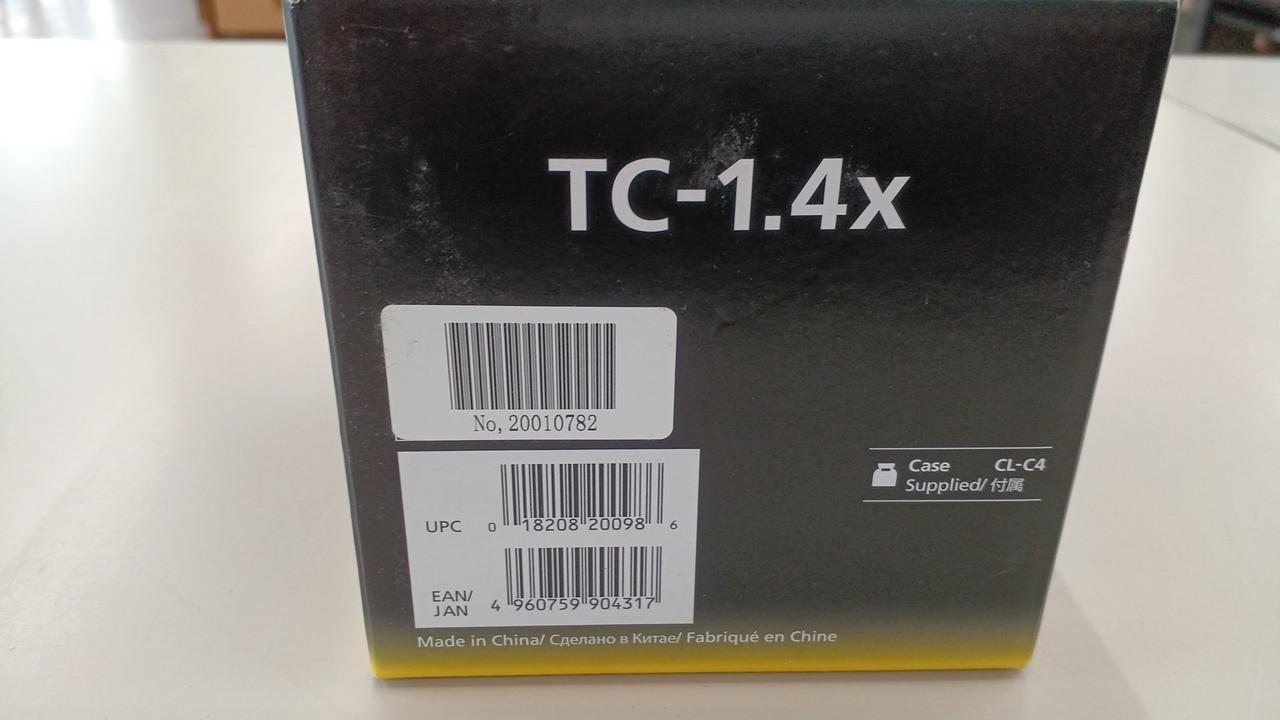 TC-1.4x
No, 20010782
Case CL-C4
Supplied/ 付属
UPC 0 18208 20098 6
EAN/
JAN 4 960759 904317
Made in China/ Сделано в Китае/ Fabriqué en Chine